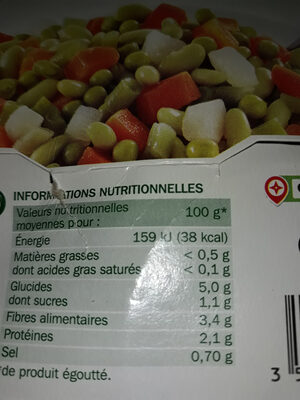 INFORMATIONS NUTRITIONNELLES
Valeurs nutritionnelles
moyennes pour : 100 g*
Énergie 159 kJ (38 kcal)
Matières grasses < 0,5 g
dont acides gras saturés < 0,1 g
Glucides 5,0 g
dont sucres 1,1 g
Fibres alimentaires 3,4 g
Protéines 2,1 g
Sel 0,70 g
*de produit égoutté.
3